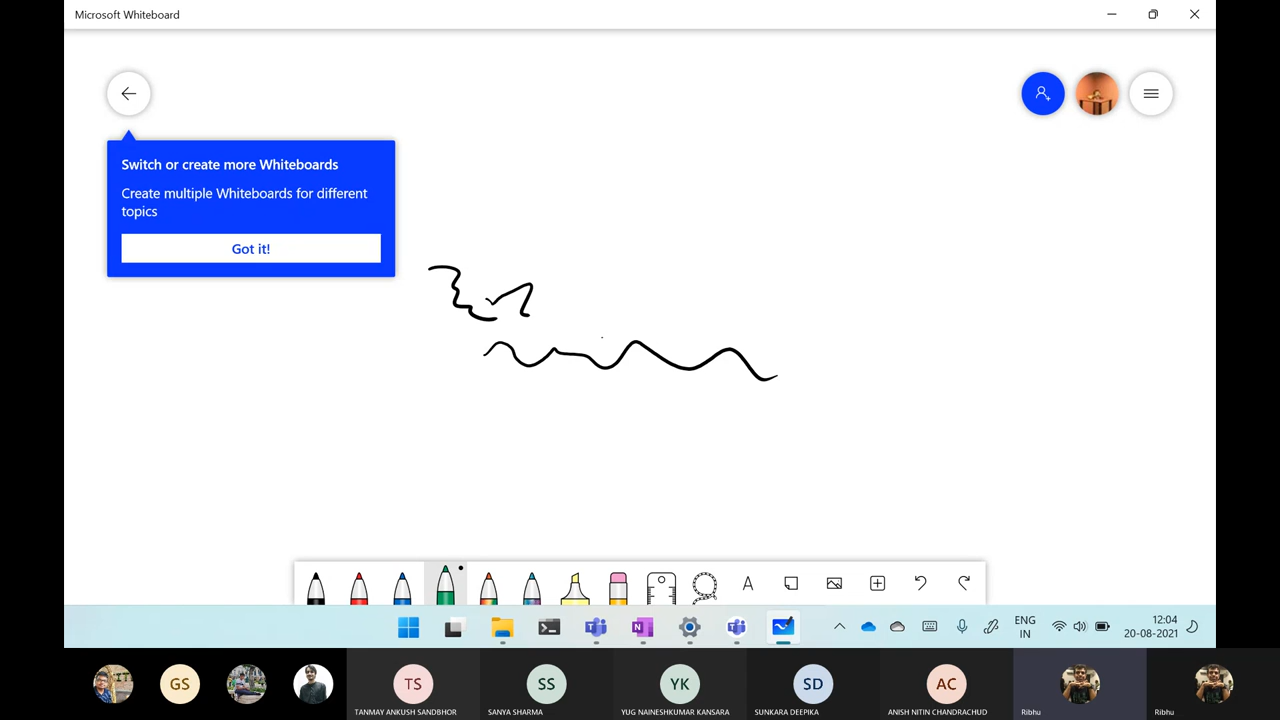 Microsoft Whiteboard
Switch or create more Whiteboards
Create multiple Whiteboards for different
topics
Got it!
A
ENG
IN
12:04
20-08-2021
GS
TS
SS
YK
SD
AC
TANMAY ANKUSH SANDBHOR
SANYA SHARMA
YUG NAINESHKUMAR KANSARA
SUNKARA DEEPIKA
ANISH NITIN CHANDRACHUD
Ribhu
Ribhu